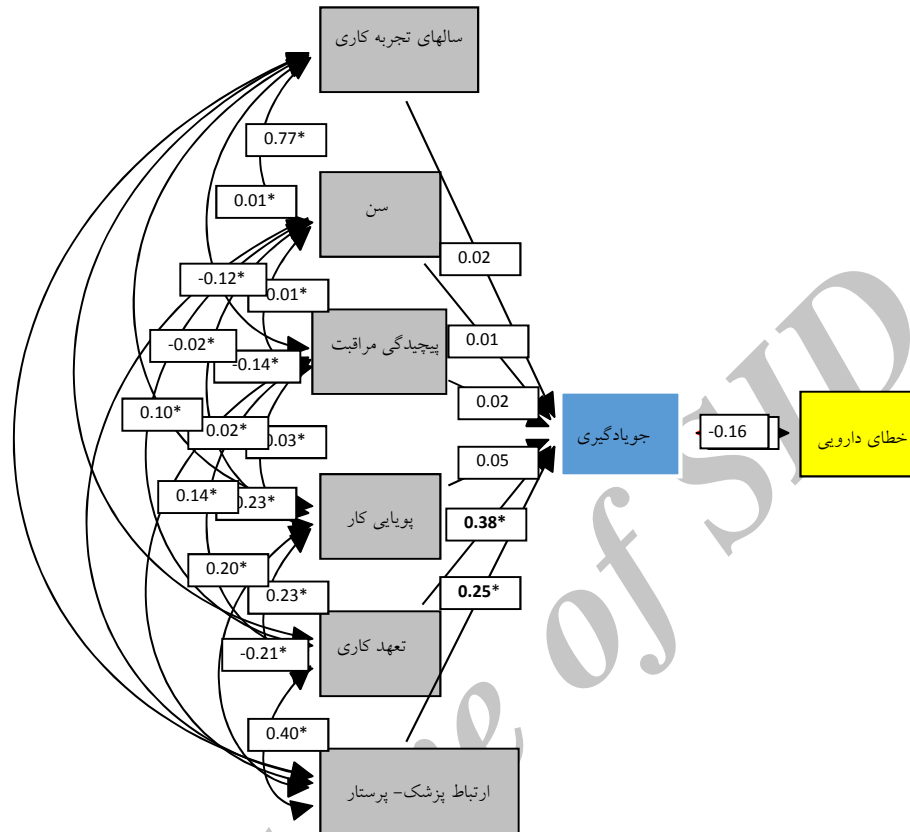 سالهای تجربه کاری
0.77*
0.01*
سن
0.02
-0.12*
0.01*
پیچیدگی مراقبت
0.01
-0.02*
-0.14*
0.02
0.10*
0.02*
0.03*
جویادگیری
-0.16
خطای دارویی
0.05
0.14*
0.23*
پویایی کار
0.38*
0.20*
0.23*
0.25*
تعهد کاری
-0.21*
0.40*
ارتباط پزشک- پرستار
of SID